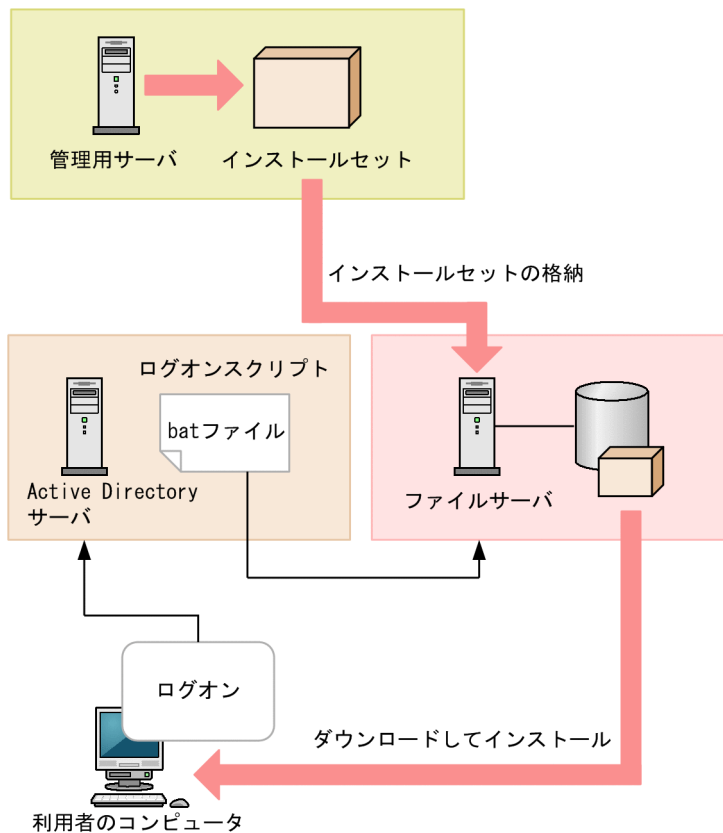 管理用サーバ
インストールセット
インストールセットの格納
ログオンスクリプト
batファイル
Active Directory
サーバ
ファイルサーバ
ログオン
ダウンロードしてインストール
利用者のコンピュータ